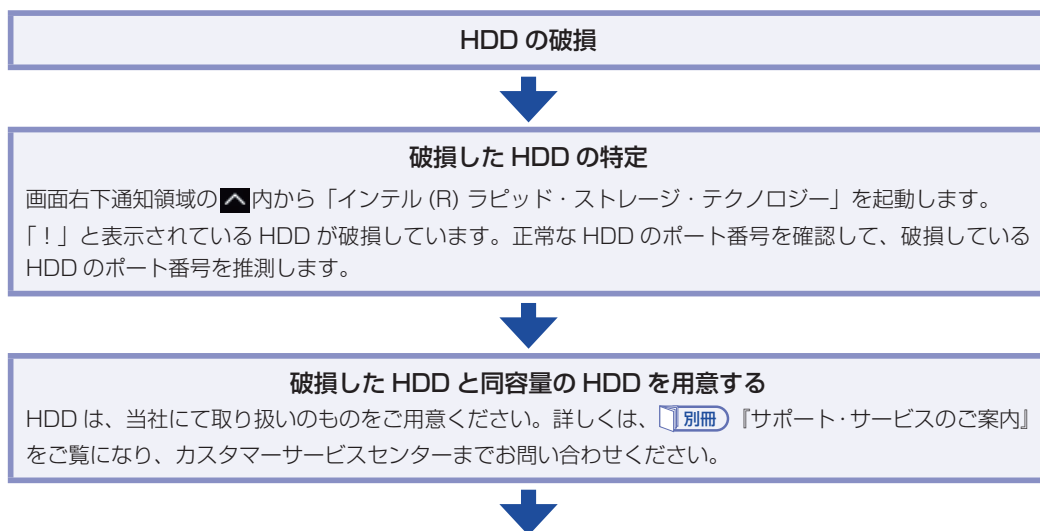 HDD の破損
破損した HDD の特定
画面右下通知領域の 内から「インテル (R) ラピッド・ストレージ・テクノロジー」を起動します。
「！」と表示されている HDD が破損しています。正常な HDD のポート番号を確認して、破損している
HDD のポート番号を推測します。
破損した HDD と同容量の HDD を用意する
HDD は、当社にて取り扱いのものをご用意ください。詳しくは、 別冊 『サポート・サービスのご案内』
をご覧になり、カスタマーサービスセンターまでお問い合わせください。